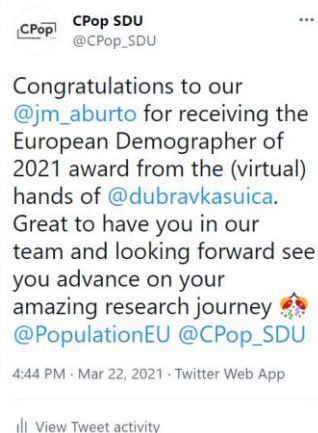 CPop
CPop SDU
@CPop_SDU
Congratulations to our
@jm_aburto for receiving the
European Demographer of
2021 award from the (virtual)
hands of @dubravkasuica.
Great to have you in our
team and looking forward see
you advance on your
amazing research journey 🎊
@PopulationEU @CPop_SDU
4:44 PM · Mar 22, 2021 · Twitter Web App
View Tweet activity